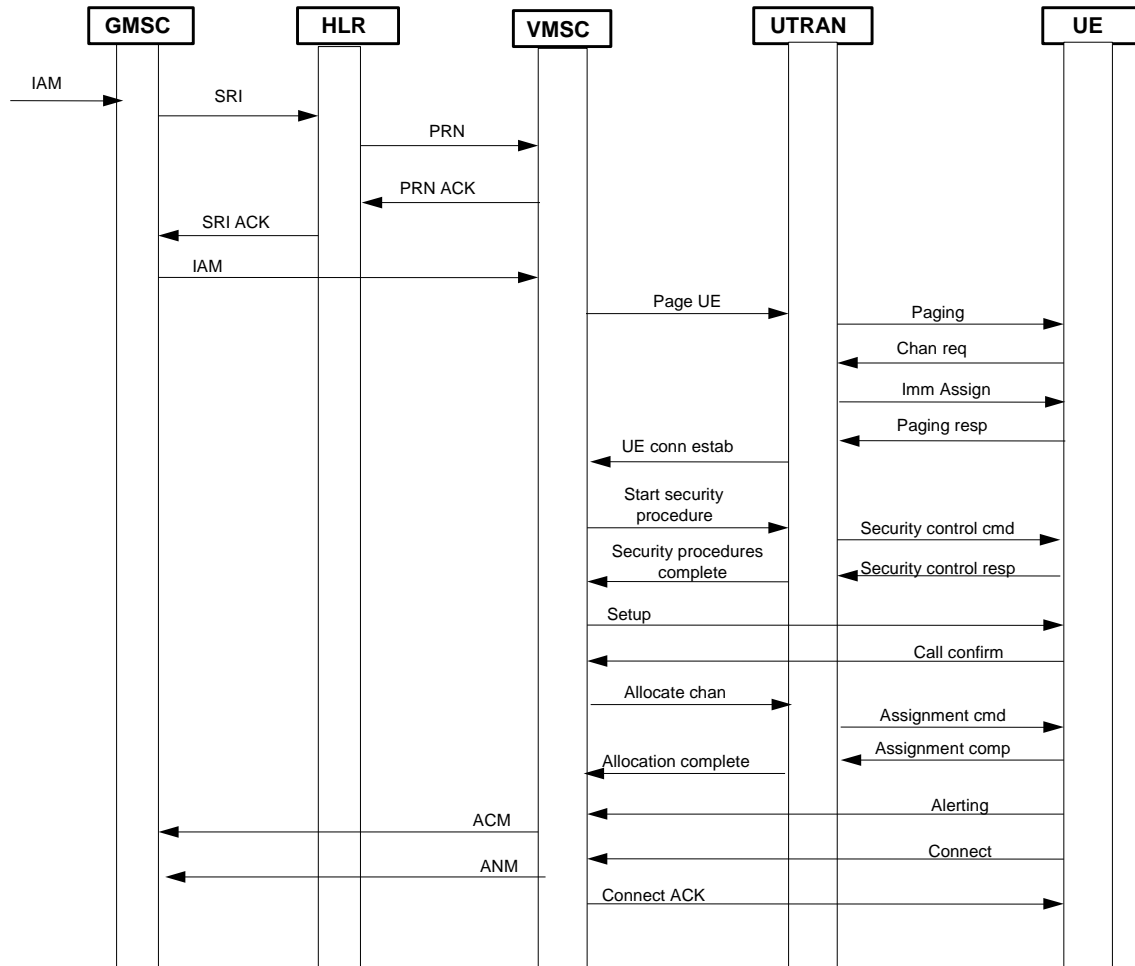 GMSC
HLR
VMSC
UTRAN
UE
IAM
SRI
PRN
PRN ACK
SRI ACK
IAM
Page UE
Paging
Chan req
Imm Assign
Paging resp
UE conn estab
Start security
procedure
Security control cmd
Security procedures
complete
Security control resp
Setup
Call confirm
Allocate chan
Assignment cmd
Assignment comp
Allocation complete
Alerting
ACM
Connect
ANM
Connect ACK